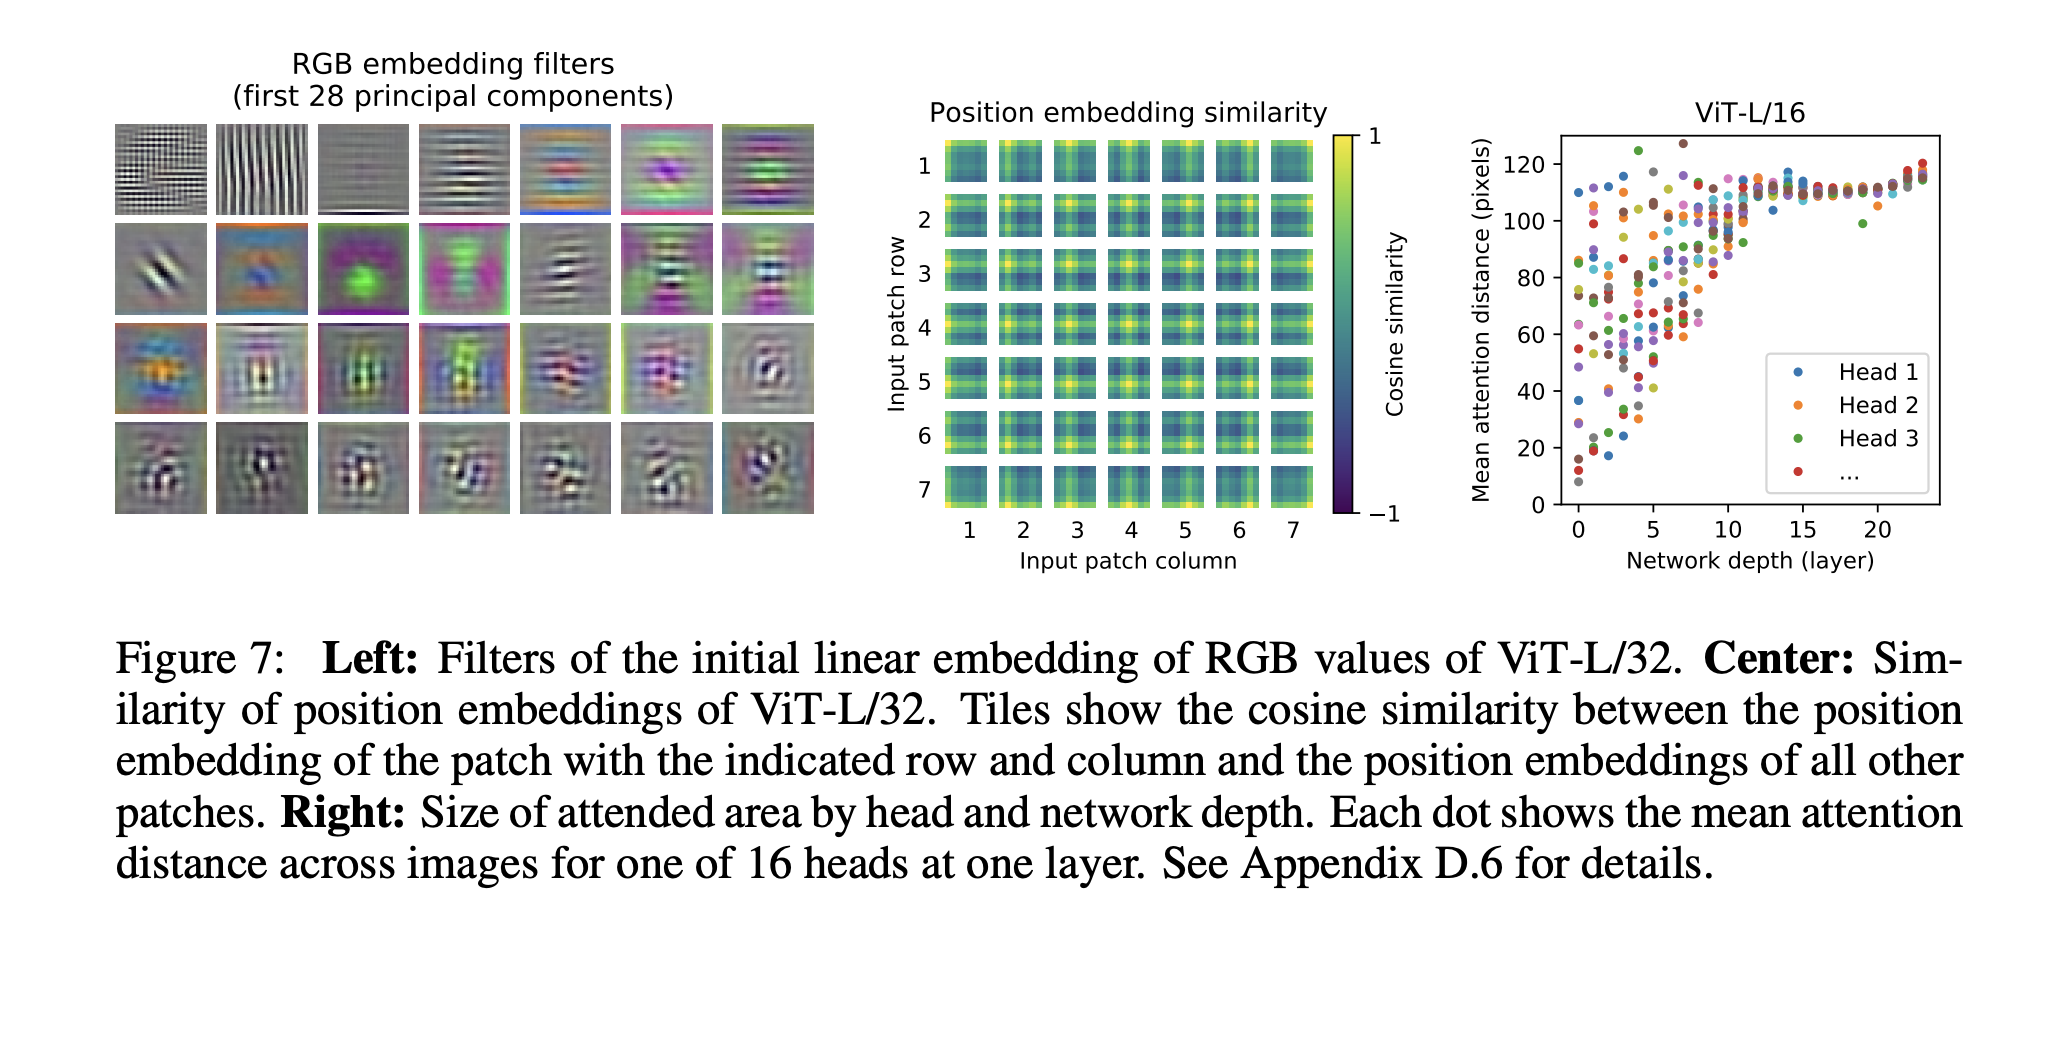 RGB embedding filters
(first 28 principal components)
Position embedding similarity
Input patch row
1
2
3
4
5
6
7
1 2 3 4 5 6 7
Input patch column
1
−1
Cosine similarity
ViT-L/16
Mean attention distance (pixels)
120
100
80
60
40
20
0
Head 1
Head 2
Head 3
...
0 5 10 15 20
Network depth (layer)
Figure 7: Left: Filters of the initial linear embedding of RGB values of ViT-L/32. Center: Sim-
ilarity of position embeddings of ViT-L/32. Tiles show the cosine similarity between the position
embedding of the patch with the indicated row and column and the position embeddings of all other
patches. Right: Size of attended area by head and network depth. Each dot shows the mean attention
distance across images for one of 16 heads at one layer. See Appendix D.6 for details.